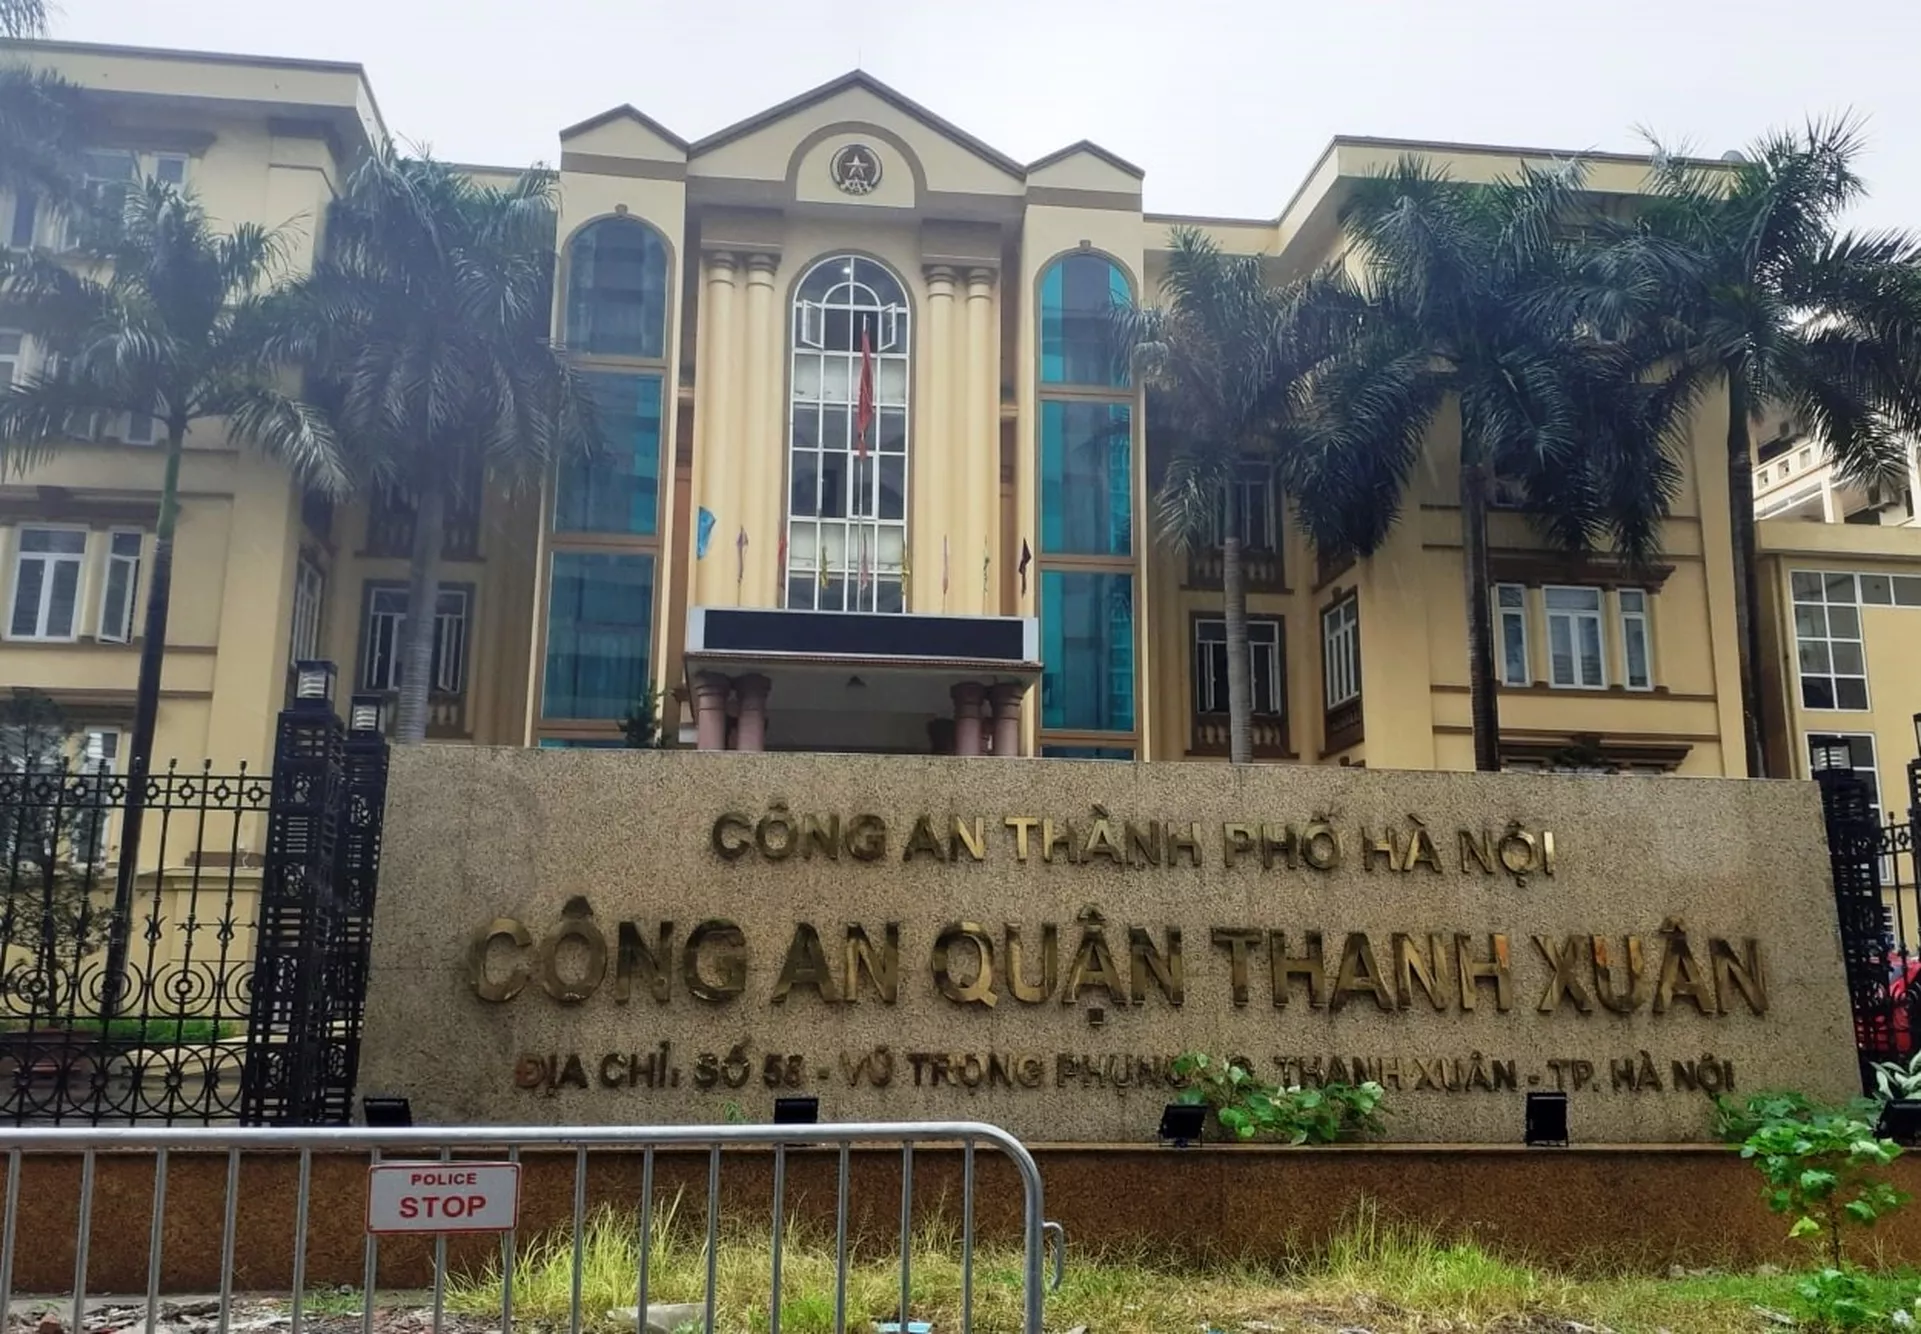 CÔNG AN THÀNH PHỐ HÀ NỘI
CÔNG AN QUẬN THANH XUÂN
ĐỊA CHỈ: SỐ 58 - VŨ TRỌNG PHỤNG THANH XUÂN - TP. HÀ NỘI
POLICE
STOP